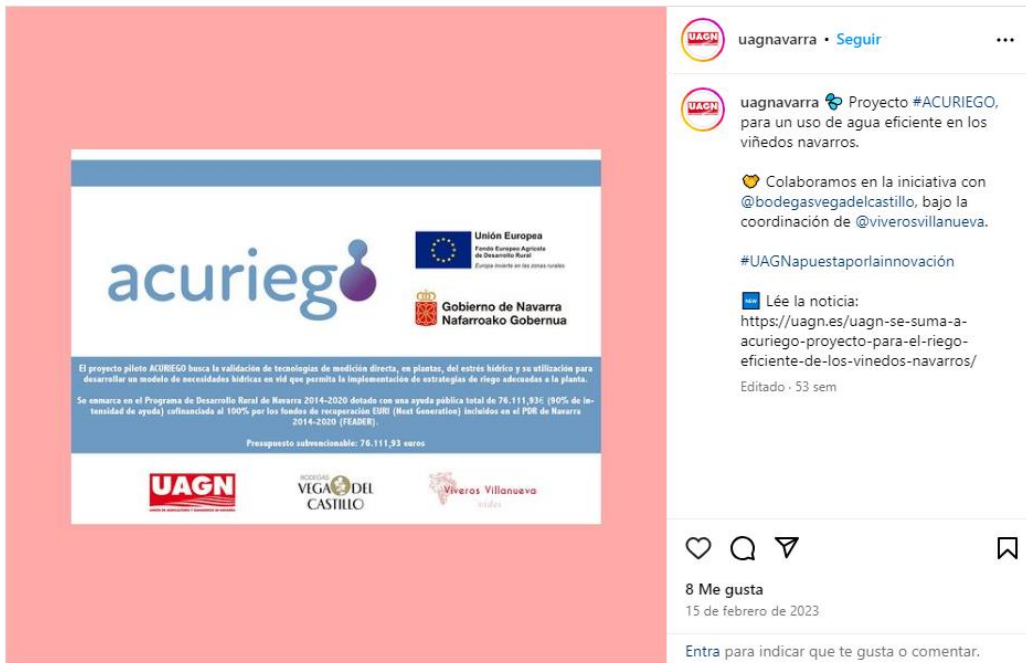 acuriego
Unión Europea
Fondo Europeo Agrícola
de Desarrollo Rural
Europa invierte en las zonas rurales
Gobierno de Navarra
Nafarroako Gobernua
El proyecto piloto ACURIEGO busca la validación de tecnologías de medición directa, en plantas, del estrés hídrico y su utilización para
desarrollar un modelo de necesidades hídricas en vid que permita la implementación de estrategias de riego adecuadas a la planta.
Se enmarca en el Programa de Desarrollo Rural de Navarra 2014-2020 dotado con una ayuda pública total de 76.111,93€ (90% de in-
tensidad de ayuda) cofinanciada al 100% por los fondos de recuperación EURI (Next Generation) incluidos en el PDR de Navarra
2014-2020 (FEADER).
Presupuesto subvencionable: 76.111,93 euros
UAGN
UNIÓN DE AGRICULTORES Y GANADEROS DE NAVARRA
BODEGAS
VEGA DEL
CASTILLO
Viveros Villanueva
vides
UAGN
uagnavarra • Seguir
UAGN
uagnavarra Proyecto #ACURIEGO,
para un uso de agua eficiente en los
viñedos navarros.
Colaboramos en la iniciativa con
@bodegasvegadelcastillo, bajo la
coordinación de @viverosvillanueva.
#UAGNapuestaporlainnovación
NEW Lée la noticia:
https://uagn.es/uagn-se-suma-a-
acuriego-proyecto-para-el-riego-
eficiente-de-los-vinedos-navarros/
Editado · 53 sem
8 Me gusta
15 de febrero de 2023
Entra para indicar que te gusta o comentar.